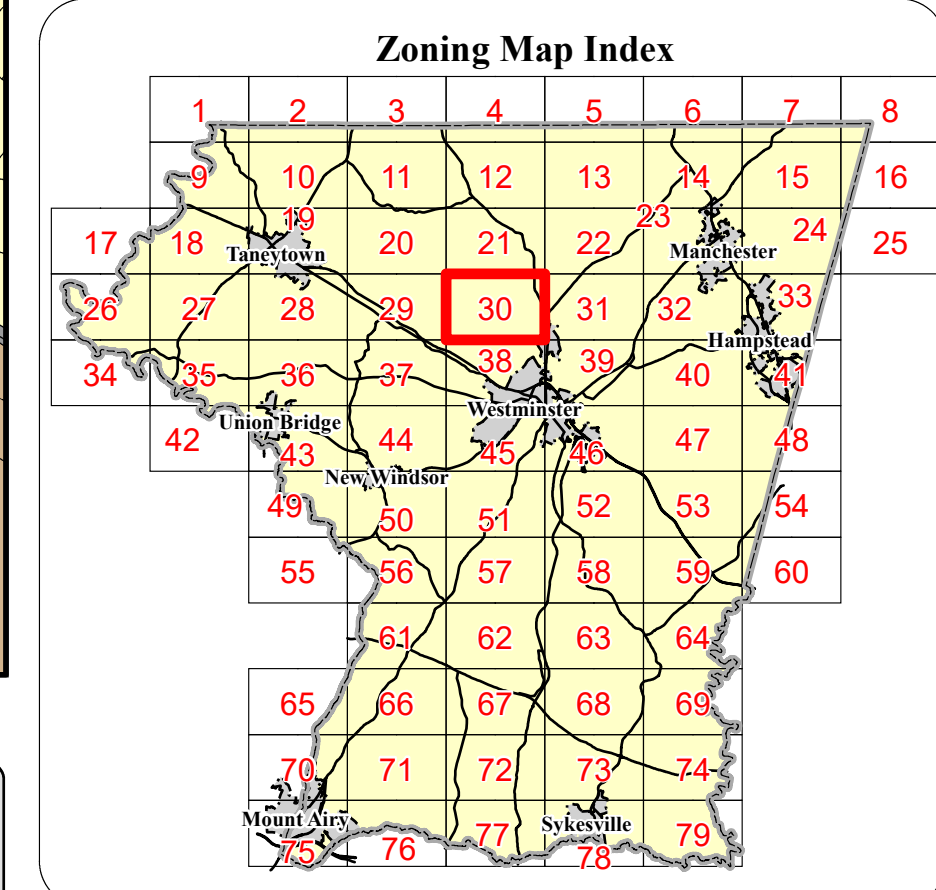 Zoning Map Index
1 2 3 4 5 6 7 8
9 10 11 12 13 14 15 16
17 18 19 20 21 22 23 24 25
Taneytown
Manchester
26 27 28 29 30 31 32 33
Hampstead
34 35 36 37 38 39 40 41
Westminster
Union Bridge
42 43 44 45 46 47 48
New Windsor
49 50 51 52 53 54
55 56 57 58 59 60
61 62 63 64
65 66 67 68 69
70 71 72 73 74
Mount Airy
Sykesville
75 76 77 78 79